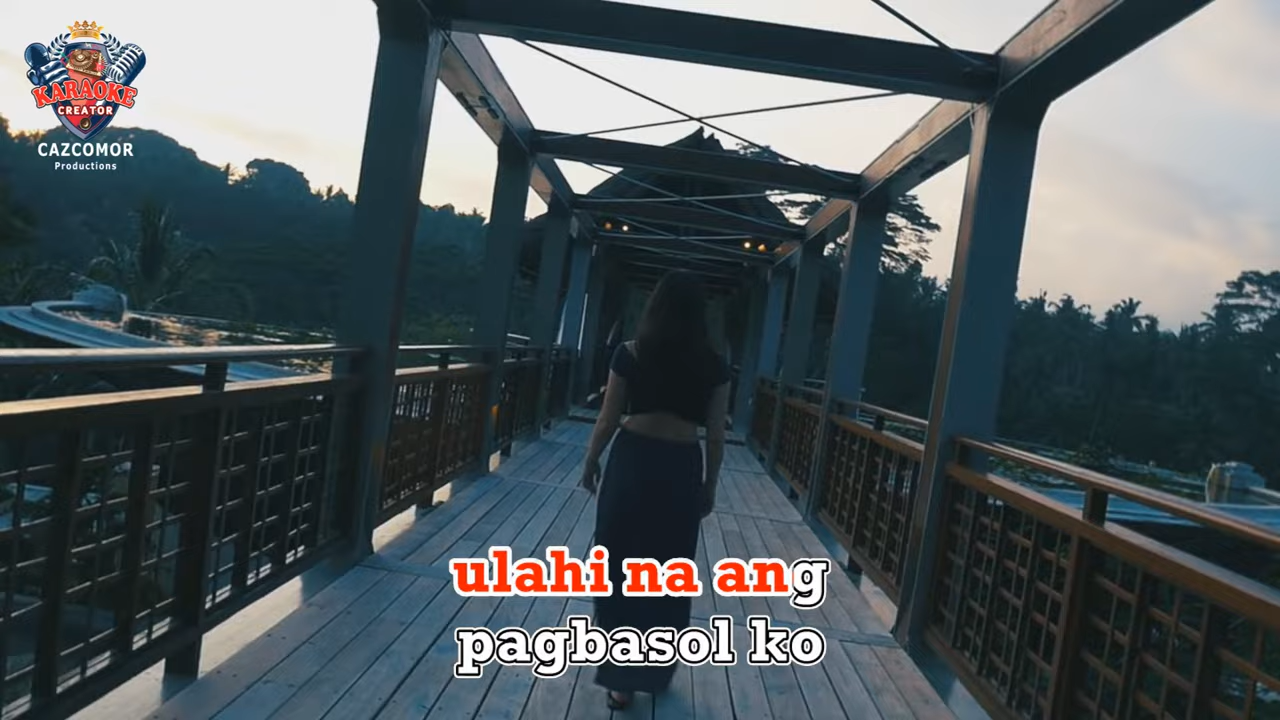 KARAOKE
CREATOR
CAZCOMOR
Productions
ulahi na ang
pagbasol ko